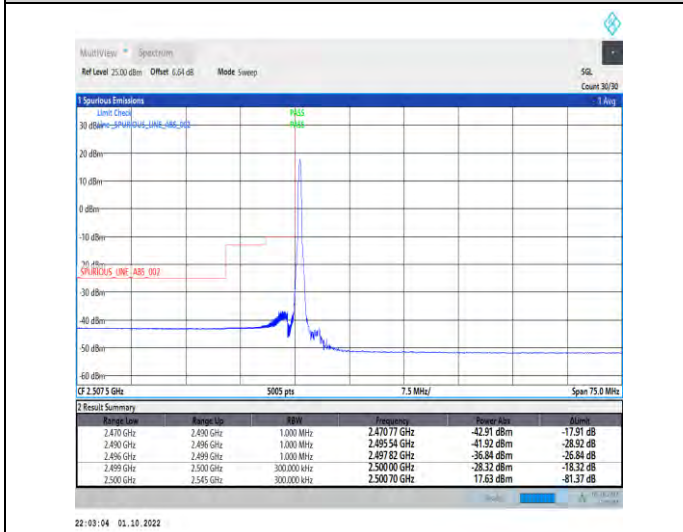 MultiView Spectrum
Ref Level 25.00 dBm Offset 6.64 dB Mode Sweep SGL
Count 30/30
1 Spurious Emissions 1 Avg
Limit Check PASS
30 dBm _SPURIOUS_LINE_ABS_002 PASS
20 dBm
10 dBm
0 dBm
-10 dBm
-20 dBm
SPURIOUS_LINE_ABS_002
-30 dBm
-40 dBm
-50 dBm
-60 dBm
CF 2.5075 GHz 5005 pts 7.5 MHz/ Span 75.0 MHz
2 Result Summary
Range Low Range Up RBW Frequency Power Abs ΔLimit
2.470 GHz 2.490 GHz 1.000 MHz 2.470 77 GHz -42.91 dBm -17.91 dB
2.490 GHz 2.496 GHz 1.000 MHz 2.495 54 GHz -41.92 dBm -28.92 dB
2.496 GHz 2.499 GHz 1.000 MHz 2.497 82 GHz -36.84 dBm -26.84 dB
2.499 GHz 2.500 GHz 300.000 kHz 2.500 00 GHz -28.32 dBm -18.32 dB
2.500 GHz 2.545 GHz 300.000 kHz 2.500 70 GHz 17.63 dBm -81.37 dB
22:03:04 01.10.2022